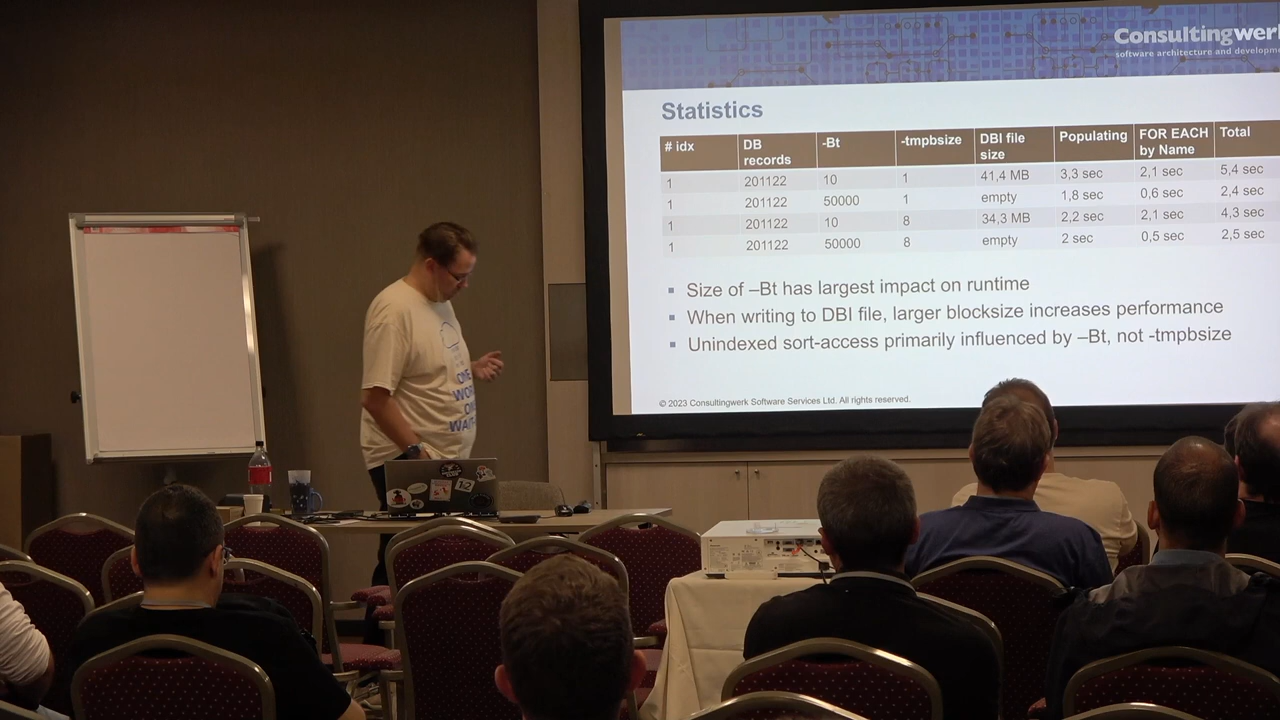 Consultingwerk
software architecture and developm
Statistics
# idx DB records -Bt -tmpbsize DBI file size Populating FOR EACH by Name Total
1 201122 10 1 41,4 MB 3,3 sec 2,1 sec 5,4 sec
1 201122 50000 1 empty 1,8 sec 0,6 sec 2,4 sec
1 201122 10 8 34,3 MB 2,2 sec 2,1 sec 4,3 sec
1 201122 50000 8 empty 2 sec 0,5 sec 2,5 sec
▪ Size of –Bt has largest impact on runtime
▪ When writing to DBI file, larger blocksize increases performance
▪ Unindexed sort-access primarily influenced by –Bt, not -tmpbsize
© 2023 Consultingwerk Software Services Ltd. All rights reserved.